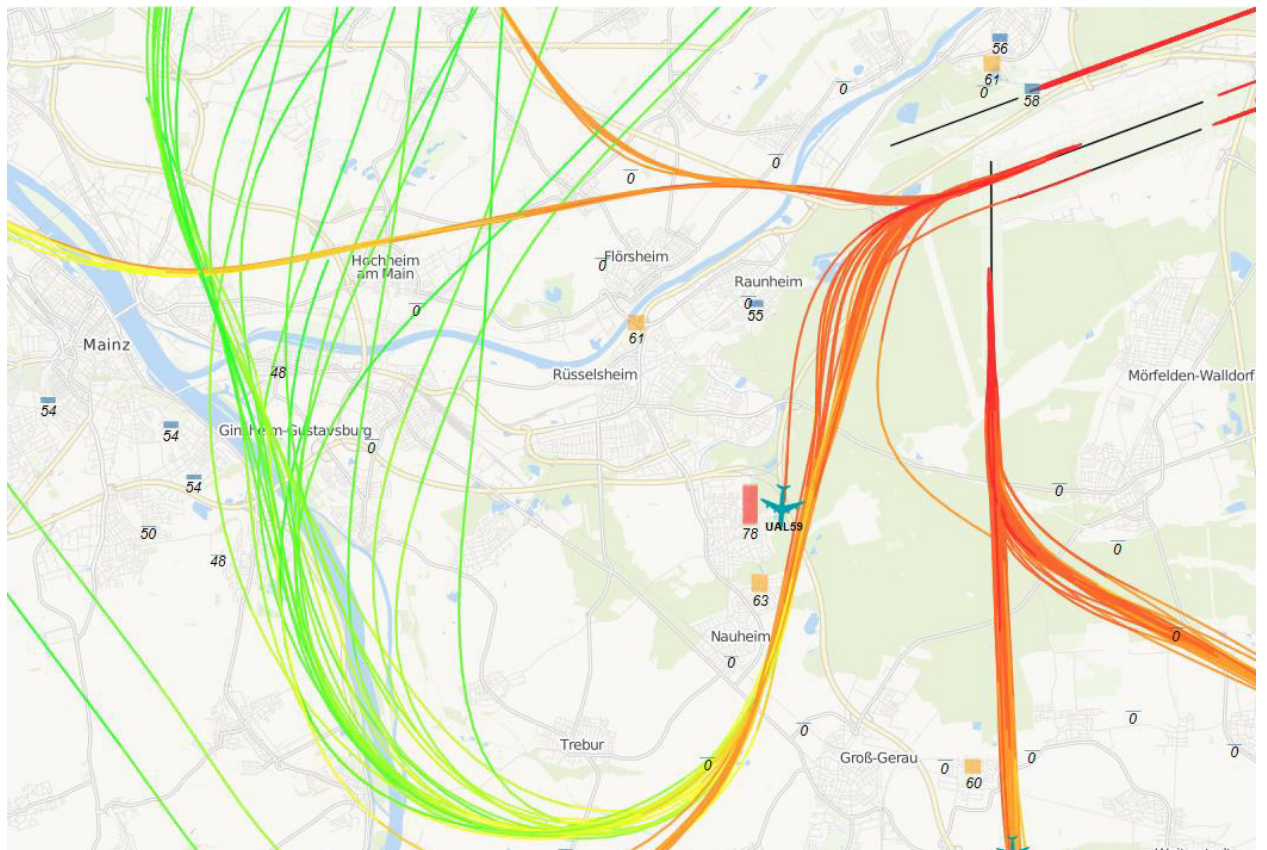 56
61
0
0
58
0
0
Hochheim
am Main
Flörsheim
0
Raunheim
0
55
0
61
Mainz
48
Rüsselsheim
Mörfelden-Walldorf
54
54
Ginsheim-Gustavsburg
0
54
0
78
UAL59
50
48
0
63
Nauheim
0
0
0
0
Trebur
0
Groß-Gerau
0
0
60
0